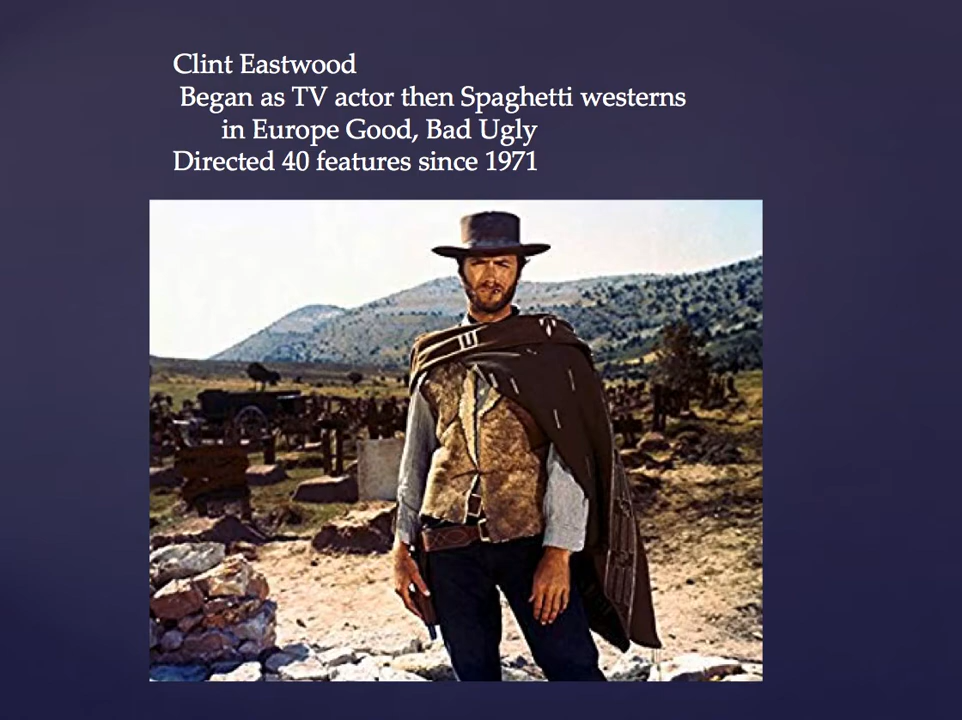 Clint Eastwood
Began as TV actor then Spaghetti westerns
in Europe Good, Bad Ugly
Directed 40 features since 1971